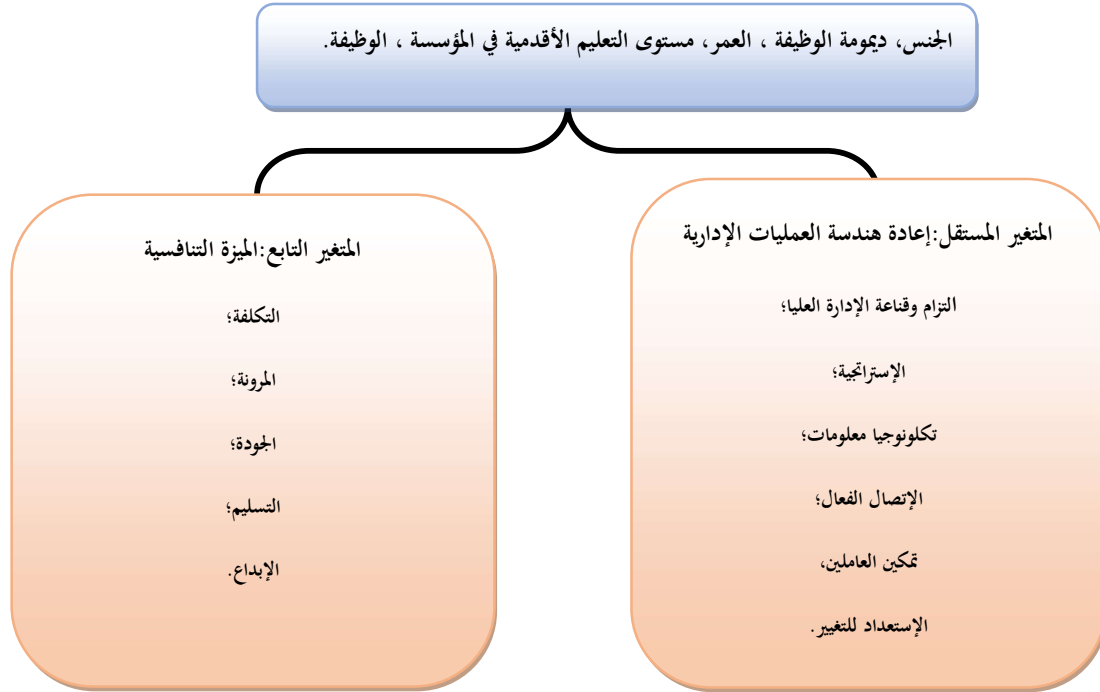 الجنس، ديمومة الوظيفة ، العمر، مستوى التعليم الأقدمية في المؤسسة ، الوظيفة.
المتغير المستقل:إعادة هندسة العمليات الإدارية
التزام وقناعة الإدارة العليا؛
الإستراتجية؛
تكلونوجيا معلومات؛
الإتصال الفعال؛
تمكين العاملين،
الإستعداد للتغيير.
المتغير التابع:الميزة التنافسية
التكلفة؛
المرونة؛
الجودة؛
التسليم؛
الإبداع.